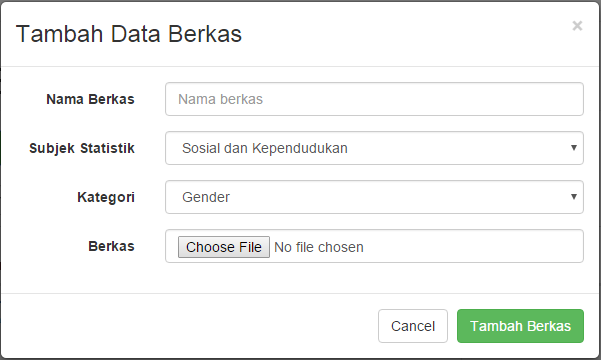 Tambah Data Berkas ×
Nama Berkas Nama berkas
Subjek Statistik Sosial dan Kependudukan
Kategori Gender
Berkas Choose File No file chosen
Cancel Tambah Berkas